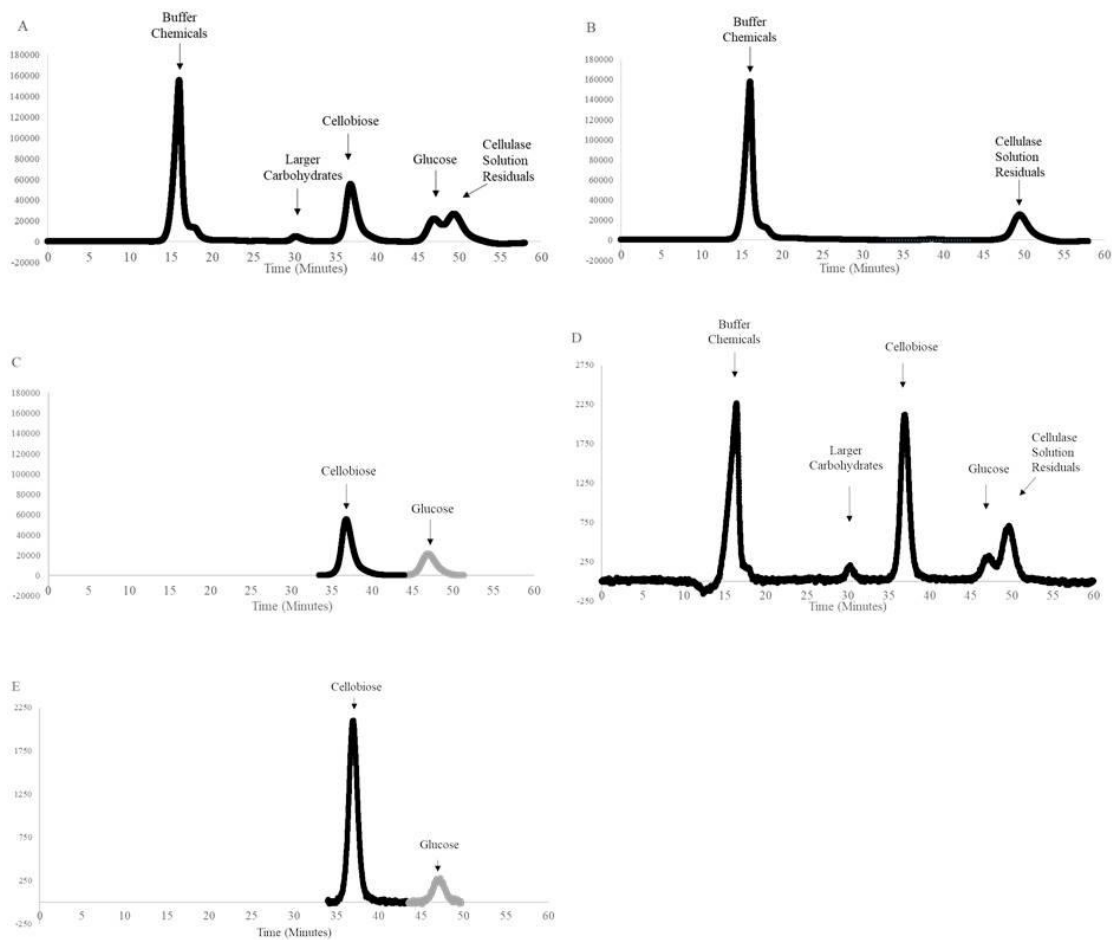 A
Buffer
Chemicals
Larger
Carbohydrates
Cellobiose
Glucose
Cellulase
Solution
Residuals
180000
160000
140000
120000
100000
80000
60000
40000
20000
0
-20000
0 5 10 15 20 25 30 35 40 45 50 55 60
Time (Minutes)
B
Buffer
Chemicals
Cellulase
Solution
Residuals
180000
160000
140000
120000
100000
80000
60000
40000
20000
0
-20000
0 5 10 15 20 25 30 35 40 45 50 55 60
Time (Minutes)
C
Cellobiose
Glucose
180000
160000
140000
120000
100000
80000
60000
40000
20000
0
-20000
0 5 10 15 20 25 30 35 40 45 50 55 60
Time (Minutes)
D
Buffer
Chemicals
Larger
Carbohydrates
Cellobiose
Glucose
Cellulase
Solution
Residuals
2750
2250
1750
1250
750
250
-250
0 5 10 15 20 25 30 35 40 45 50 55 60
Time (Minutes)
E
Cellobiose
Glucose
2250
1750
1250
750
250
-250
0 5 10 15 20 25 30 35 40 45 50 55 60
Time (Minutes)